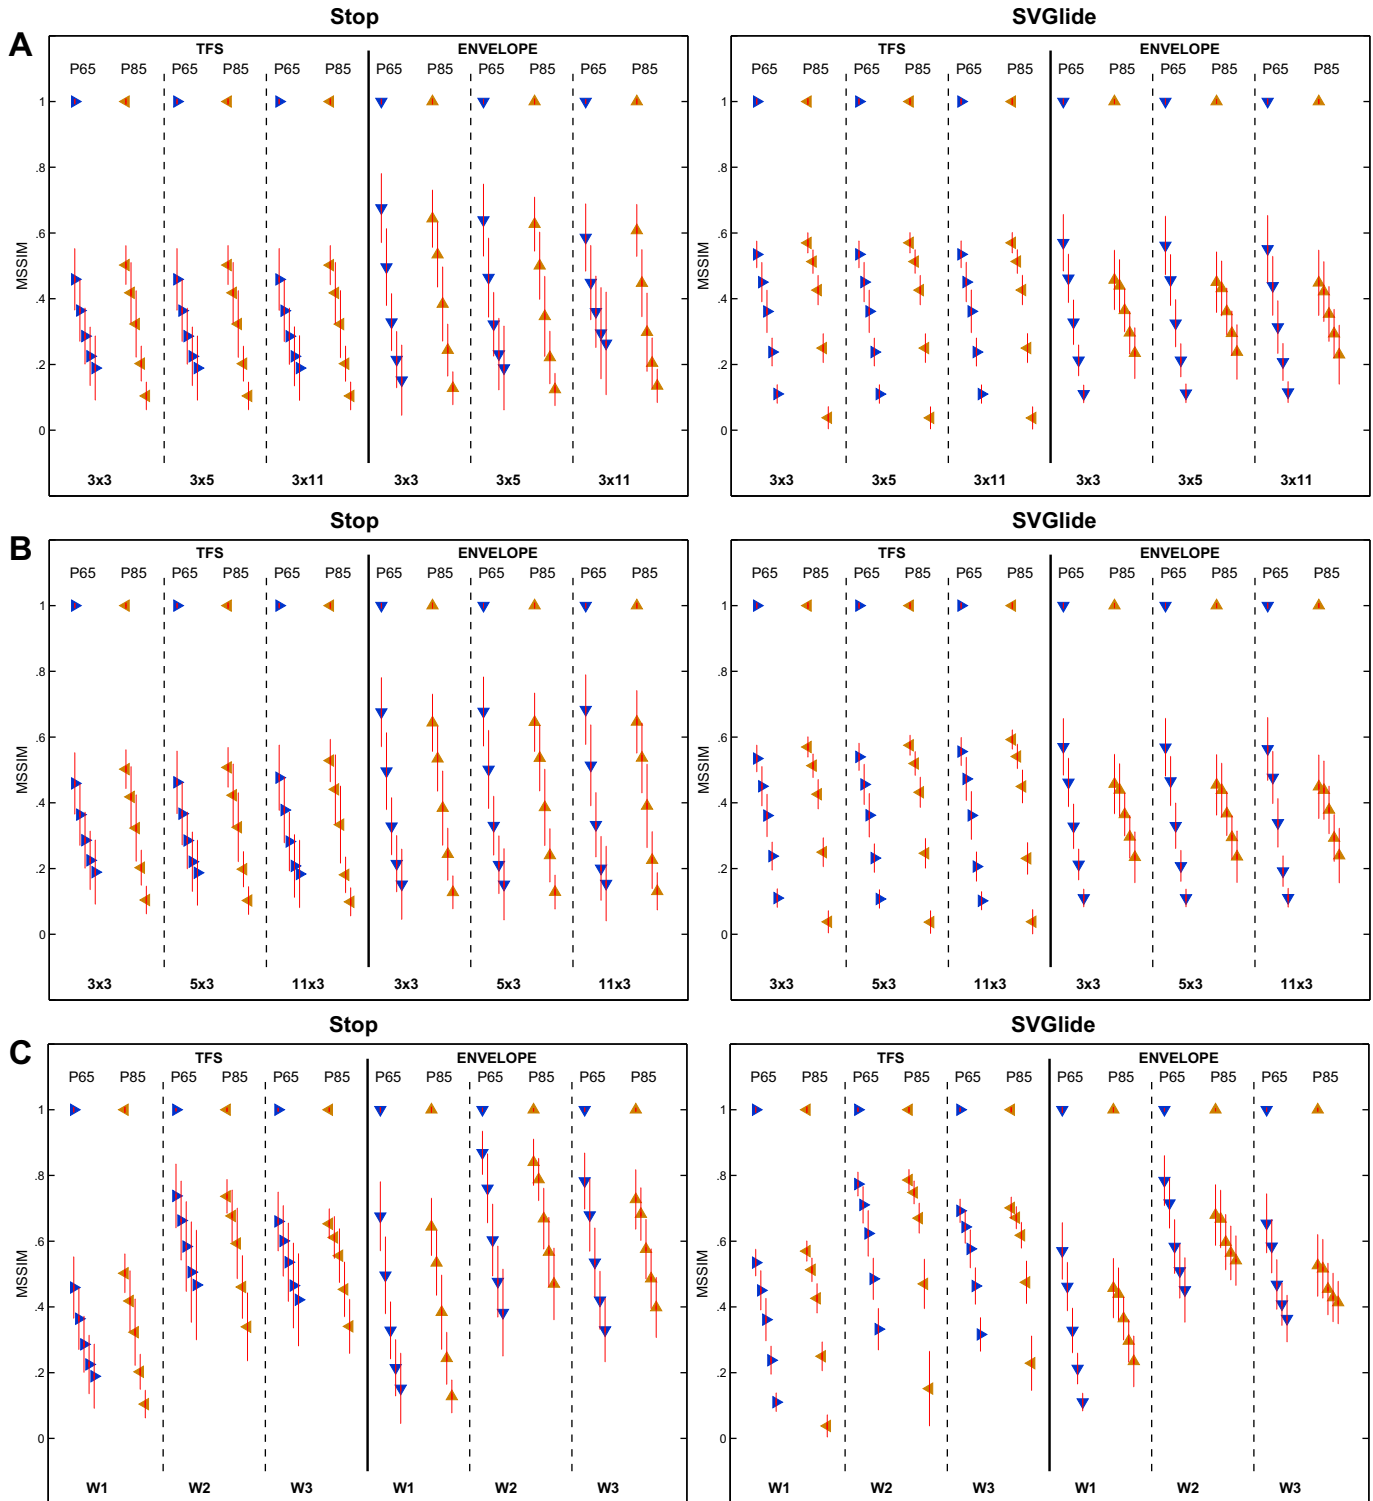 Stop SVGlide
A
TFS ENVELOPE TFS ENVELOPE
P65 P85 P65 P85 P65 P85 P65 P85 P65 P85 P65 P85 P65 P85 P65 P85 P65 P85 P65 P85 P65 P85 P65 P85
1 1
.8 .8
.6 .6
MSSIM MSSIM
.4 .4
.2 .2
0 0
3x3 3x5 3x11 3x3 3x5 3x11 3x3 3x5 3x11 3x3 3x5 3x11
Stop SVGlide
B
TFS ENVELOPE TFS ENVELOPE
P65 P85 P65 P85 P65 P85 P65 P85 P65 P85 P65 P85 P65 P85 P65 P85 P65 P85 P65 P85 P65 P85 P65 P85
1 1
.8 .8
.6 .6
MSSIM MSSIM
.4 .4
.2 .2
0 0
3x3 5x3 11x3 3x3 5x3 11x3 3x3 5x3 11x3 3x3 5x3 11x3
Stop SVGlide
C
TFS ENVELOPE TFS ENVELOPE
P65 P85 P65 P85 P65 P85 P65 P85 P65 P85 P65 P85 P65 P85 P65 P85 P65 P85 P65 P85 P65 P85 P65 P85
1 1
.8 .8
.6 .6
MSSIM MSSIM
.4 .4
.2 .2
0 0
W1 W2 W3 W1 W2 W3 W1 W2 W3 W1 W2 W3